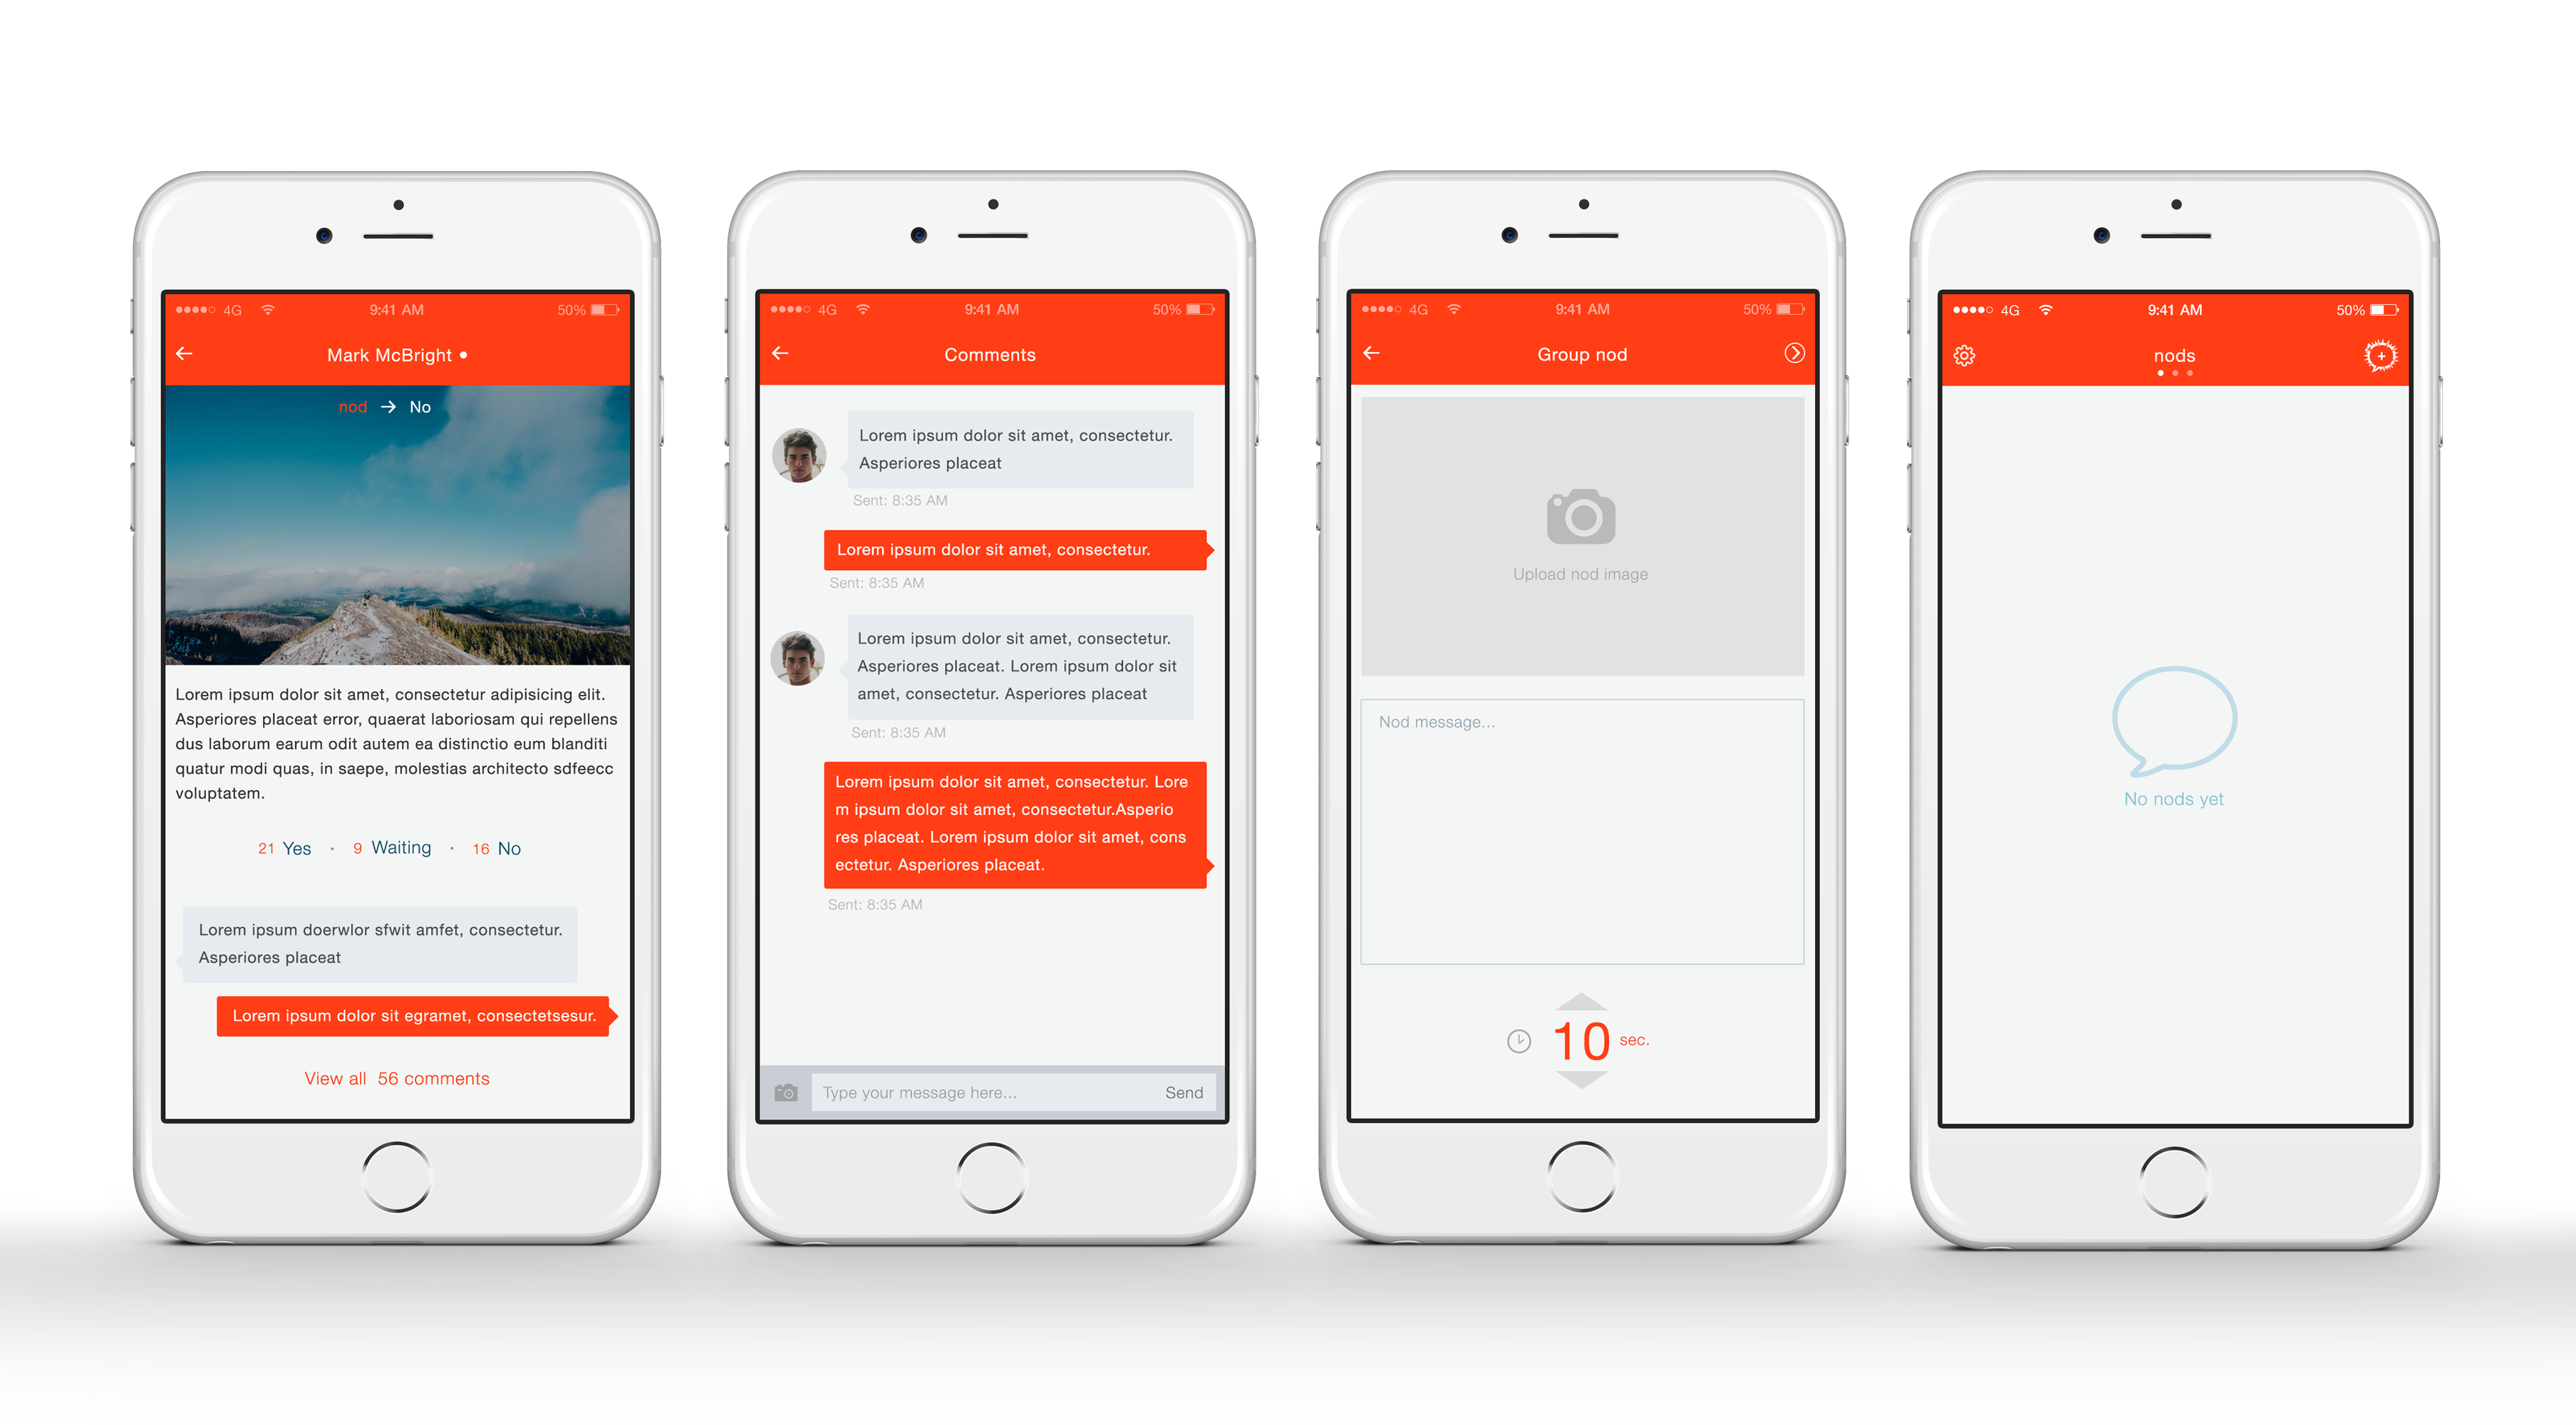 4G 9:41 AM 50%
Mark McBright
nod → No
Lorem ipsum dolor sit amet, consectetur adipisicing elit.
Asperiores placeat error, quaerat laboriosam qui repellens
dus laborum earum odit autem ea distinctio eum blanditi
quatur modi quas, in saepe, molestias architecto sdfeecc
voluptatem.
21 Yes · 9 Waiting · 16 No
Lorem ipsum doerwlor sfwit amfet, consectetur.
Asperiores placeat
Lorem ipsum dolor sit egramet, consectetsesur.
View all 56 comments
4G 9:41 AM 50%
Comments
Lorem ipsum dolor sit amet, consectetur.
Asperiores placeat
Sent: 8:35 AM
Lorem ipsum dolor sit amet, consectetur.
Sent: 8:35 AM
Lorem ipsum dolor sit amet, consectetur.
Asperiores placeat. Lorem ipsum dolor sit
amet, consectetur. Asperiores placeat
Sent: 8:35 AM
Lorem ipsum dolor sit amet, consectetur. Lore
m ipsum dolor sit amet, consectetur.Asperio
res placeat. Lorem ipsum dolor sit amet, cons
ectetur. Asperiores placeat.
Sent: 8:35 AM
Type your message here... Send
4G 9:41 AM 50%
Group nod
Upload nod image
Nod message...
10 sec.
4G 9:41 AM 50%
nods
No nods yet